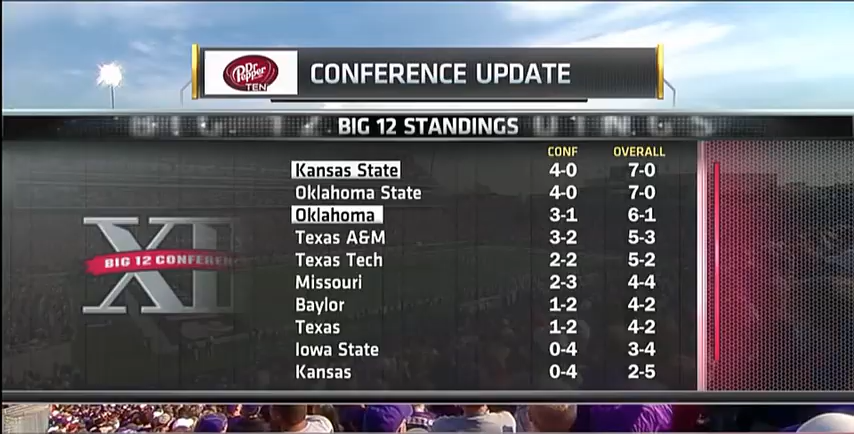 Dr Pepper TEN
CONFERENCE UPDATE
BIG 12 STANDINGS
CONF OVERALL
Kansas State 4-0 7-0
Oklahoma State 4-0 7-0
Oklahoma 3-1 6-1
Texas A&M 3-2 5-3
Texas Tech 2-2 5-2
Missouri 2-3 4-4
Baylor 1-2 4-2
Texas 1-2 4-2
Iowa State 0-4 3-4
Kansas 0-4 2-5
XII
BIG 12 CONFEREN